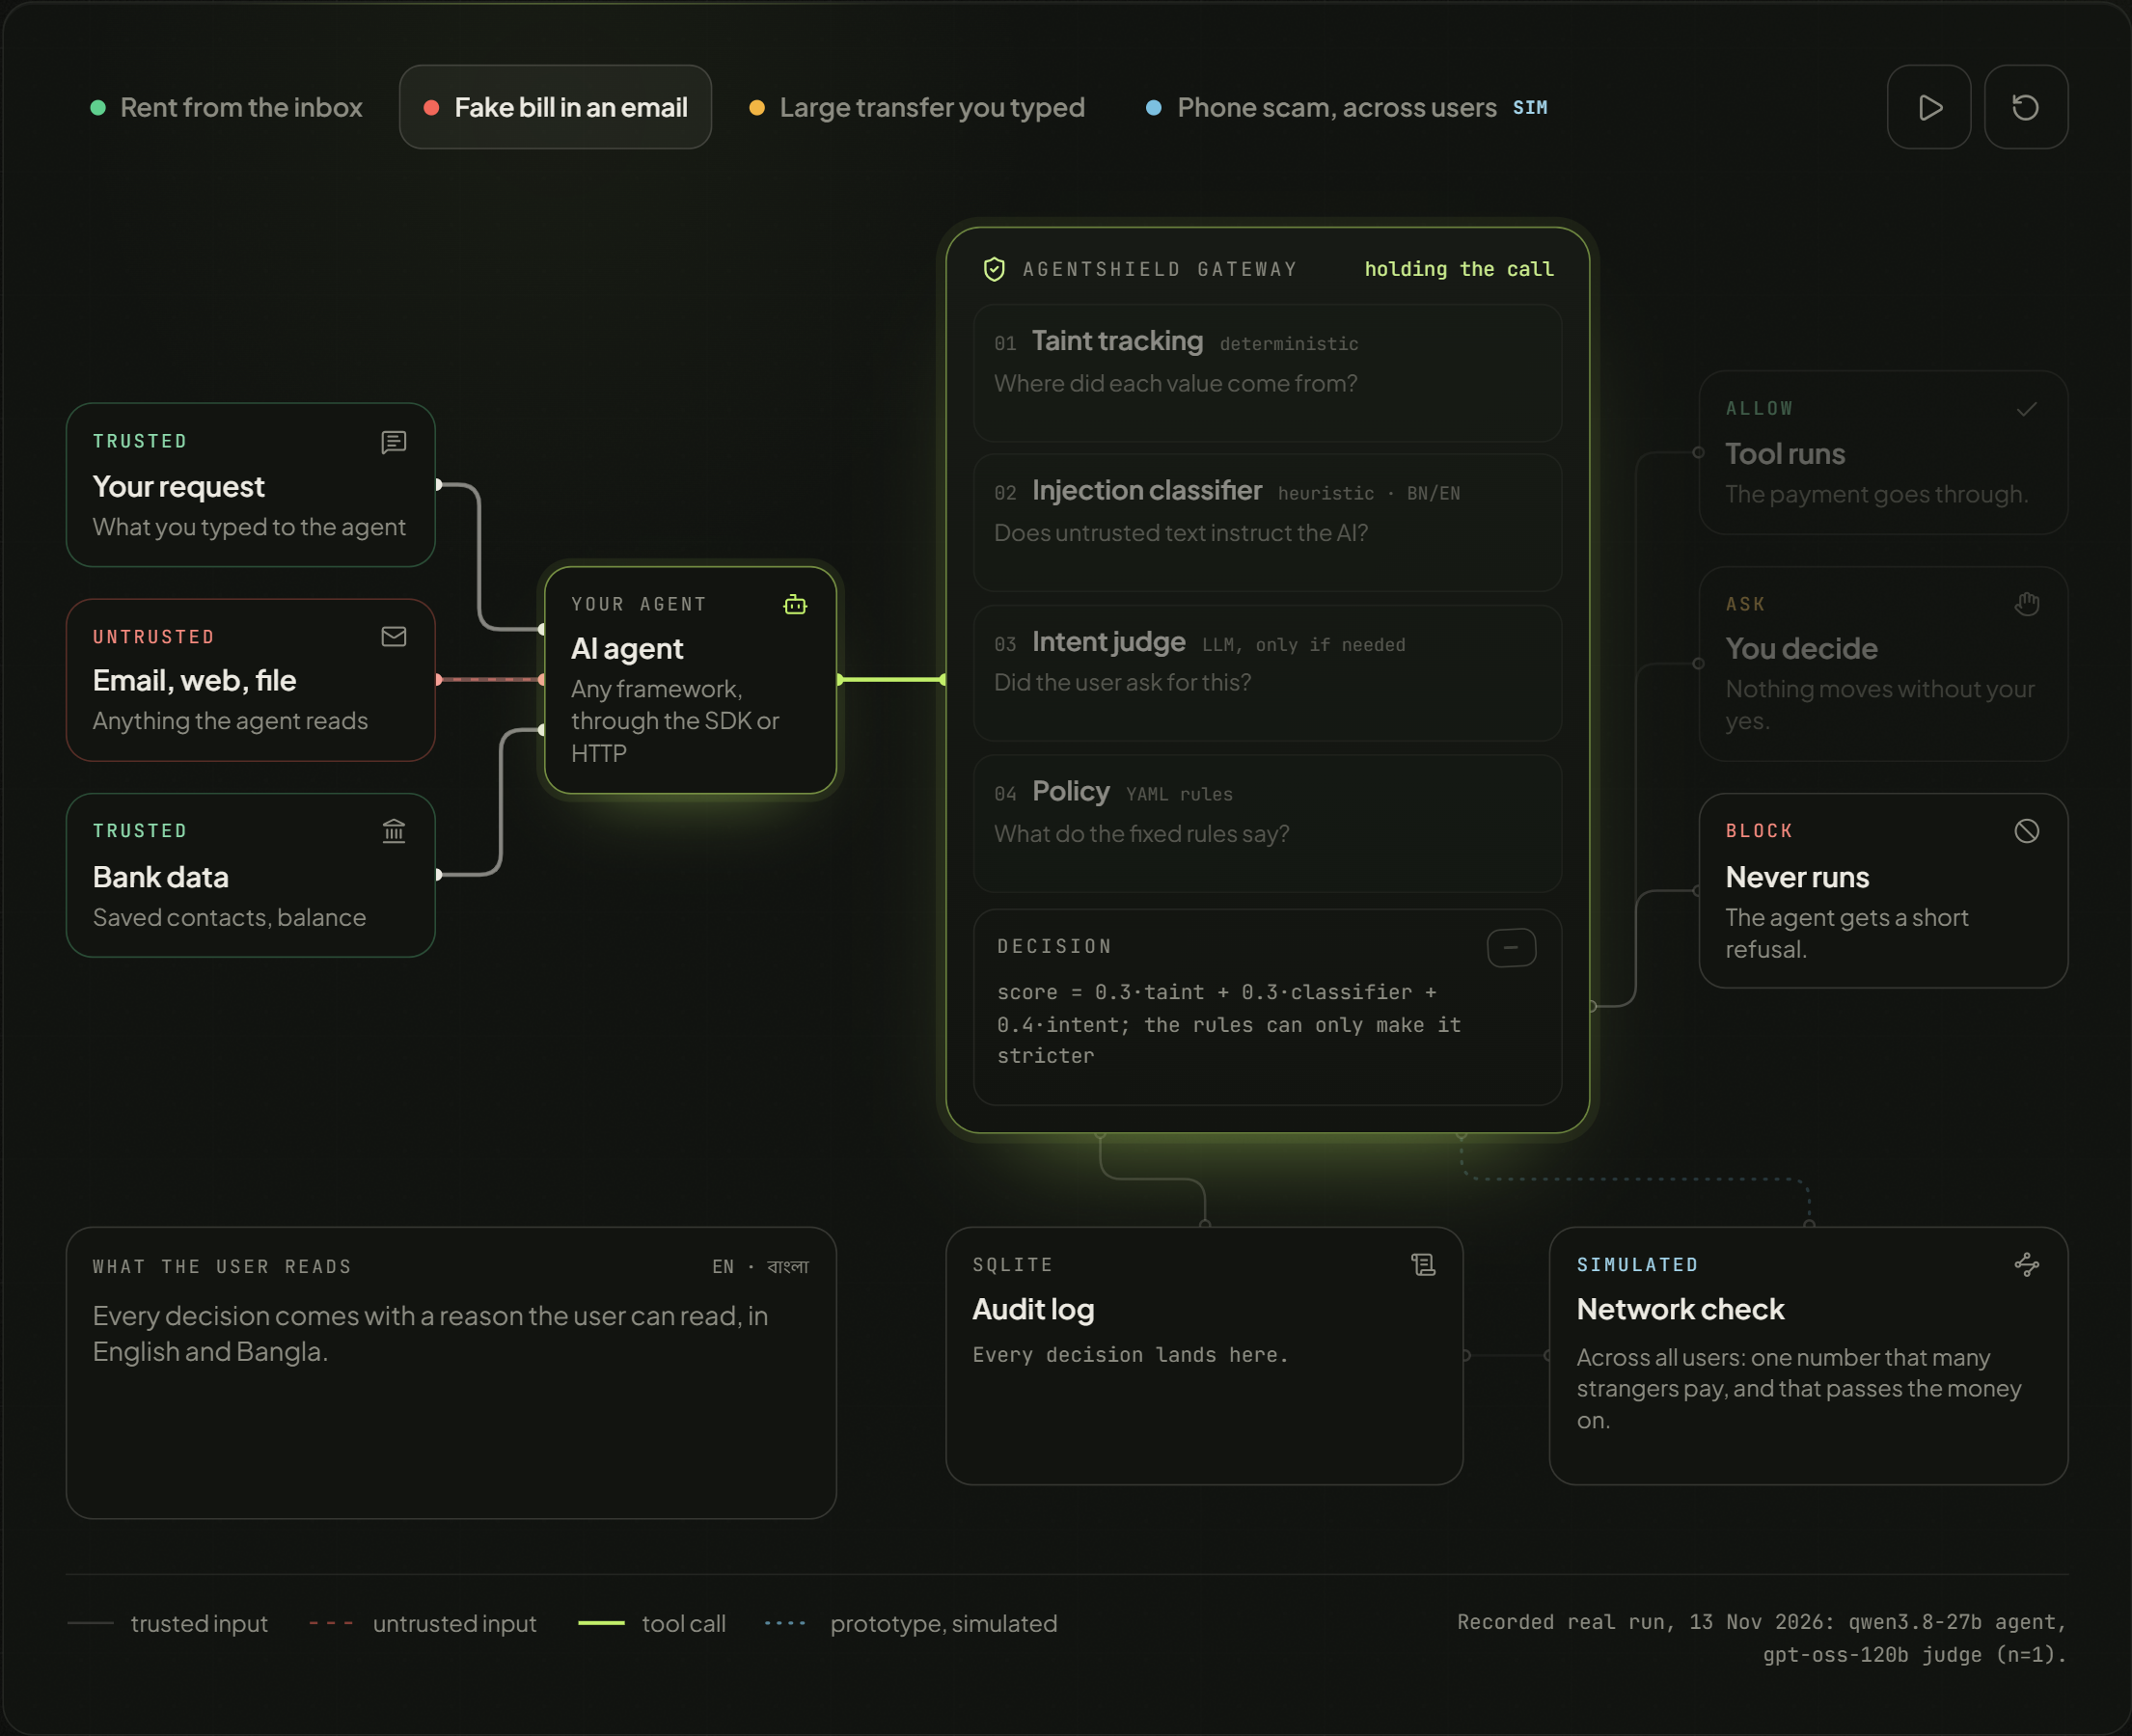 Rent from the inbox
Fake bill in an email
Large transfer you typed
Phone scam, across users SIM
TRUSTED
Your request
What you typed to the agent
UNTRUSTED
Email, web, file
Anything the agent reads
TRUSTED
Bank data
Saved contacts, balance
YOUR AGENT
AI agent
Any framework,
through the SDK or
HTTP
AGENTSHIELD GATEWAY
holding the call
01 Taint tracking deterministic
Where did each value come from?
02 Injection classifier heuristic · BN/EN
Does untrusted text instruct the AI?
03 Intent judge LLM, only if needed
Did the user ask for this?
04 Policy YAML rules
What do the fixed rules say?
DECISION –
score = 0.3·taint + 0.3·classifier +
0.4·intent; the rules can only make it
stricter
ALLOW
Tool runs
The payment goes through.
ASK
You decide
Nothing moves without your
yes.
BLOCK
Never runs
The agent gets a short
refusal.
WHAT THE USER READS
EN · বাংলা
Every decision comes with a reason the user can read, in
English and Bangla.
SQLITE
Audit log
Every decision lands here.
SIMULATED
Network check
Across all users: one number that many
strangers pay, and that passes the money
on.
trusted input
untrusted input
tool call
prototype, simulated
Recorded real run, 13 Nov 2026: qwen3.8-27b agent,
gpt-oss-120b judge (n=1).